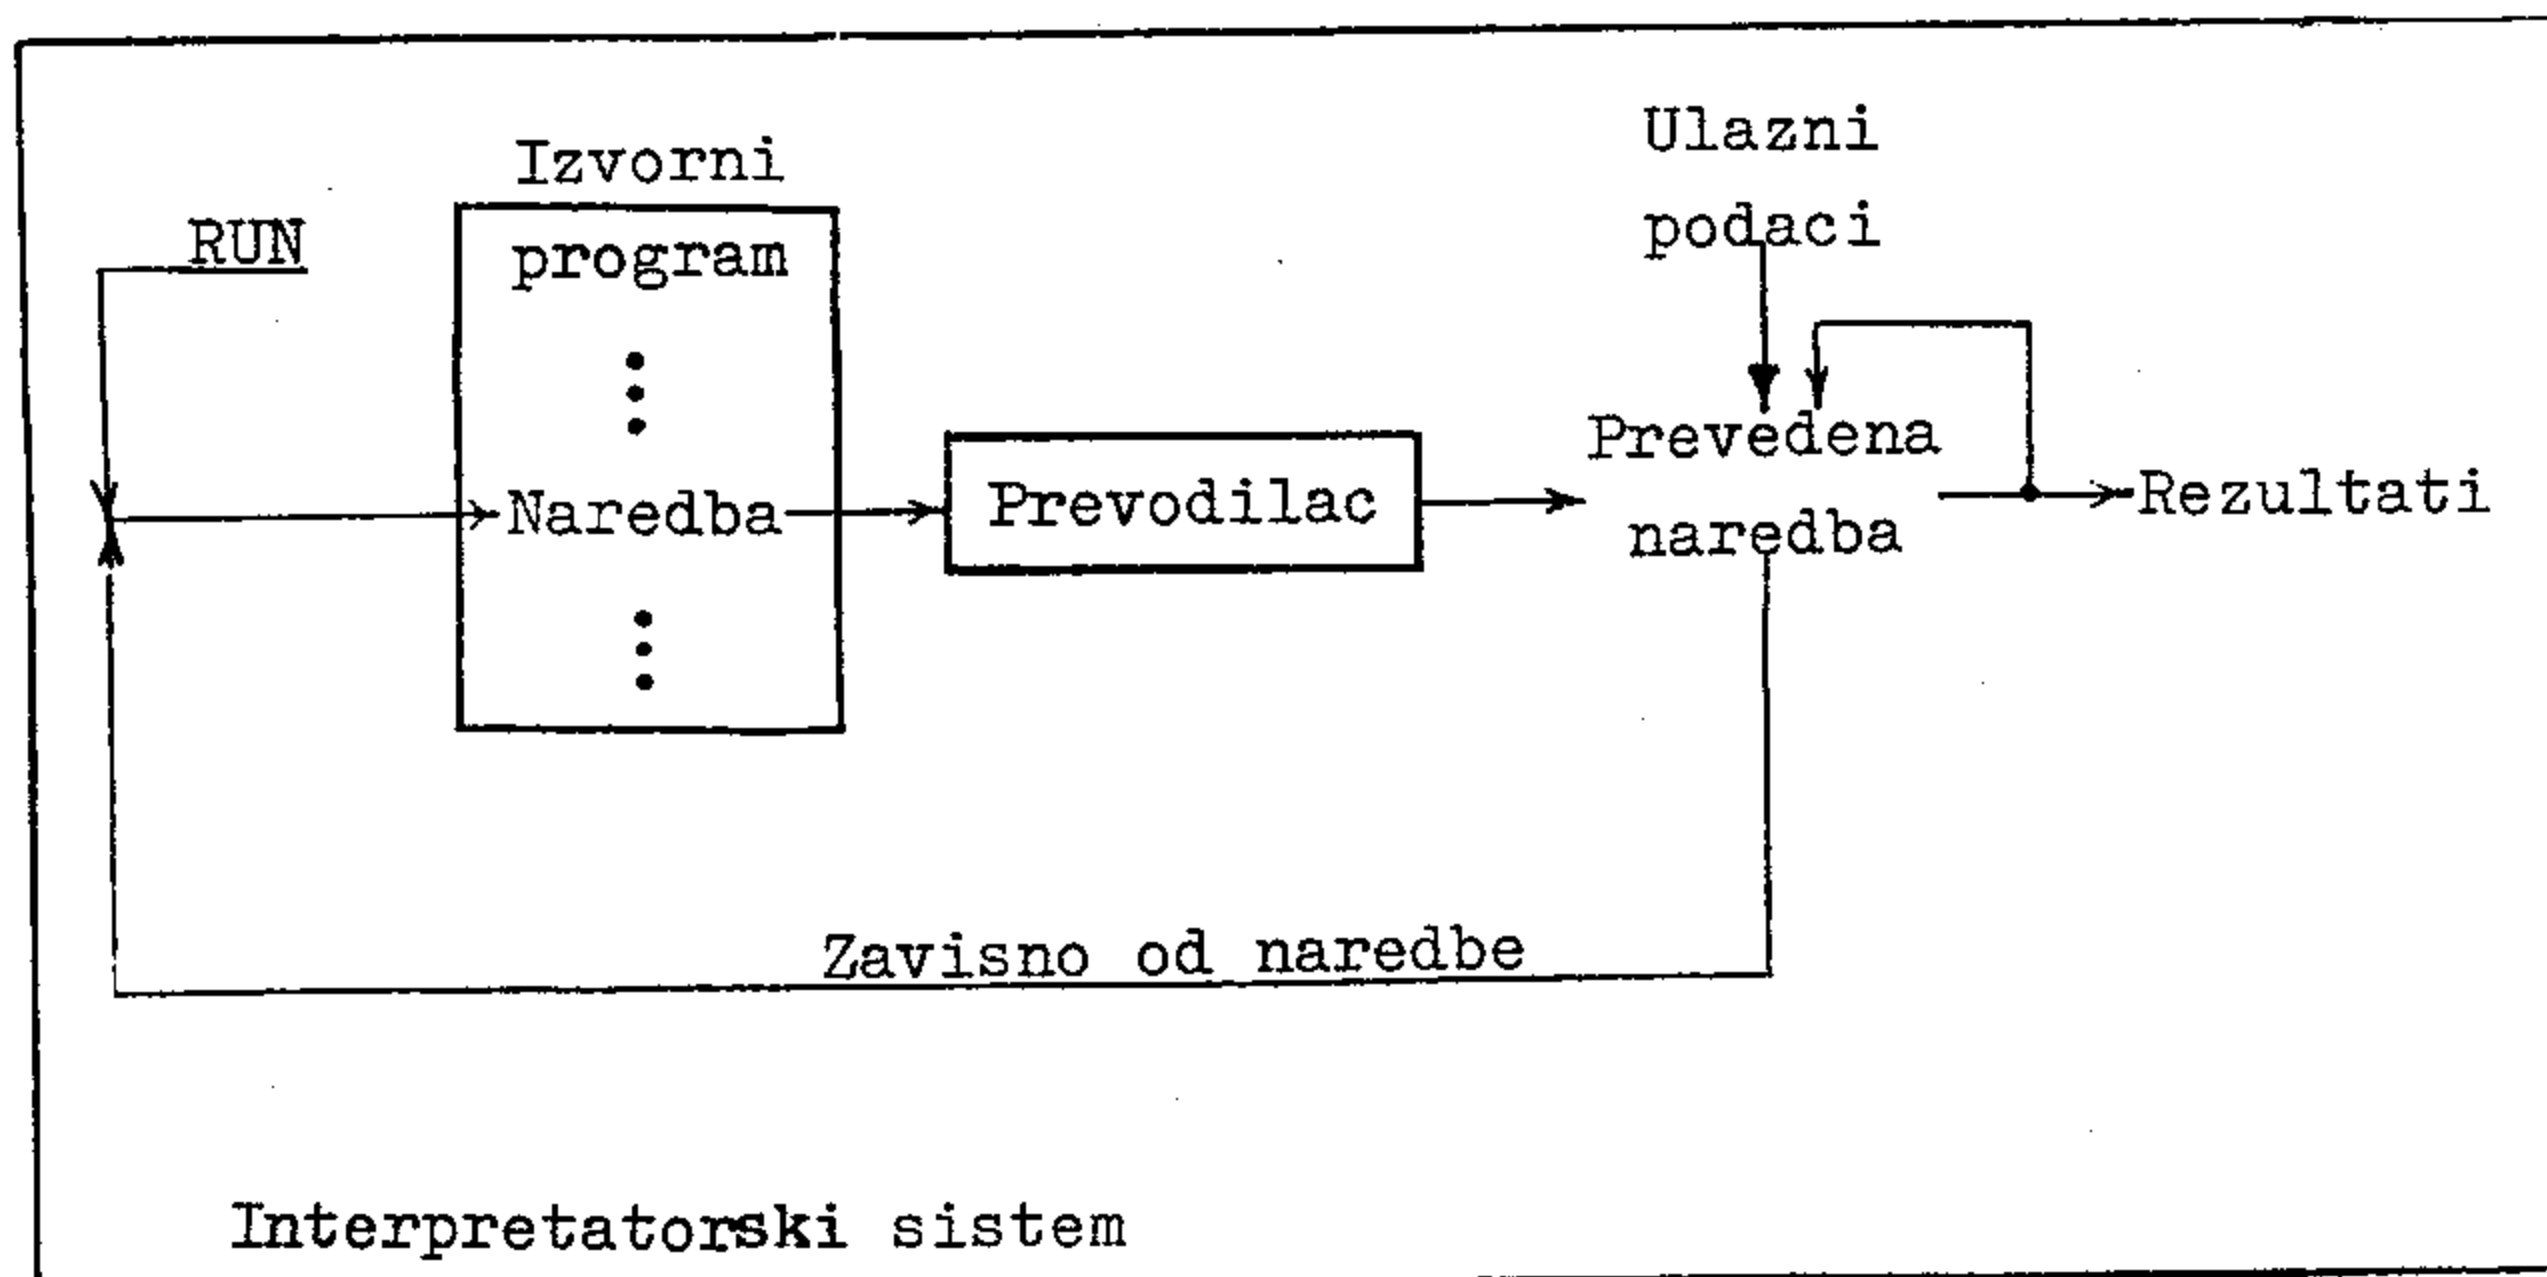 RUN
Izvorni
program
Naredba
Prevodilac
Ulazni
podaci
Prevedena
naredba
Rezultati
Zavisno od naredbe
Interpretatorski sistem